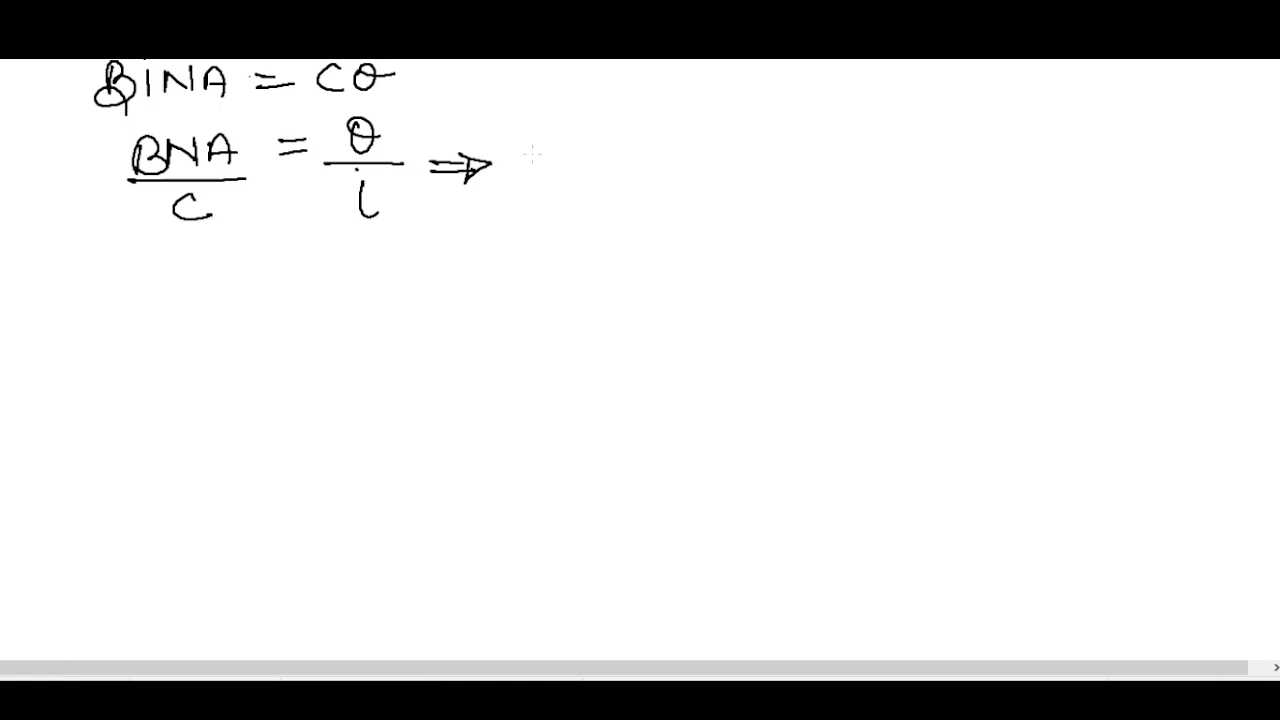 BiNA = Cθ
BNA/C = θ/i ⇒